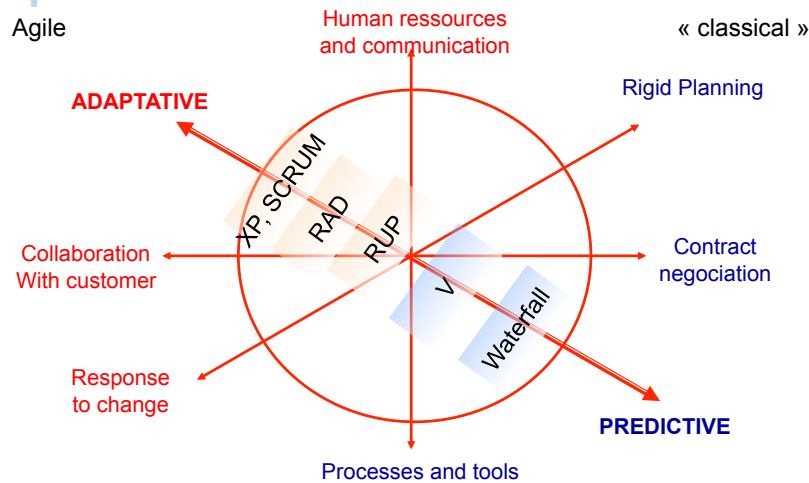 Agile
Human ressources
and communication
« classical »
ADAPTATIVE
Rigid Planning
XP, SCRUM
RAD
RUP
Collaboration
With customer
Contract
negociation
V
Waterfall
Response
to change
PREDICTIVE
Processes and tools